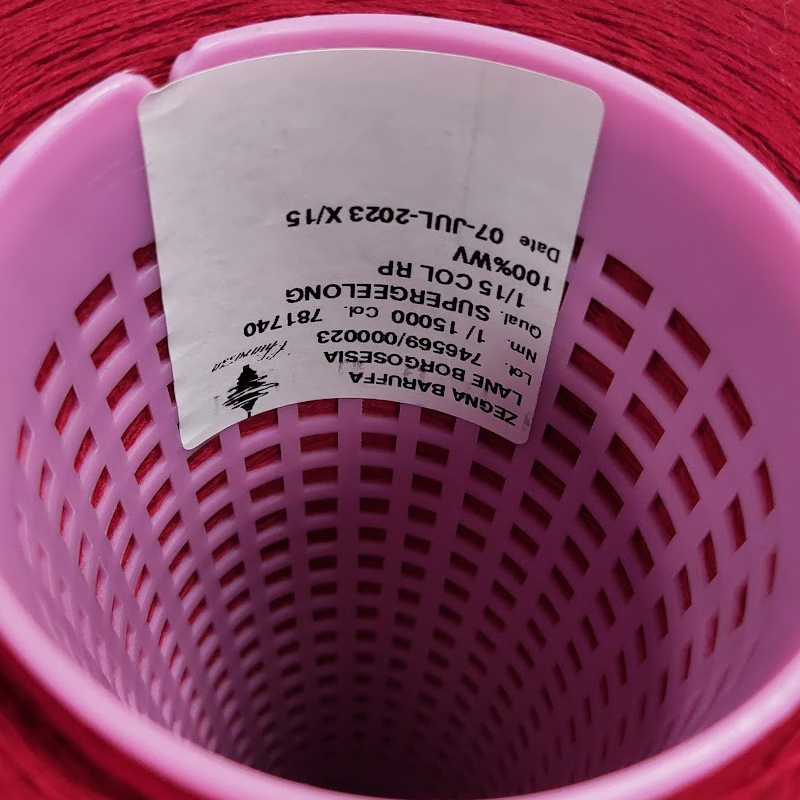 ZEGNA BARUFFA
LANE BORGOSESIA
Lot. 746569/000023
Nm. 1/ 15000 Col. 781740
Qual. SUPERGEELONG
1/15 COL RP
100%WV
Date 07-JUL-2023 X/15